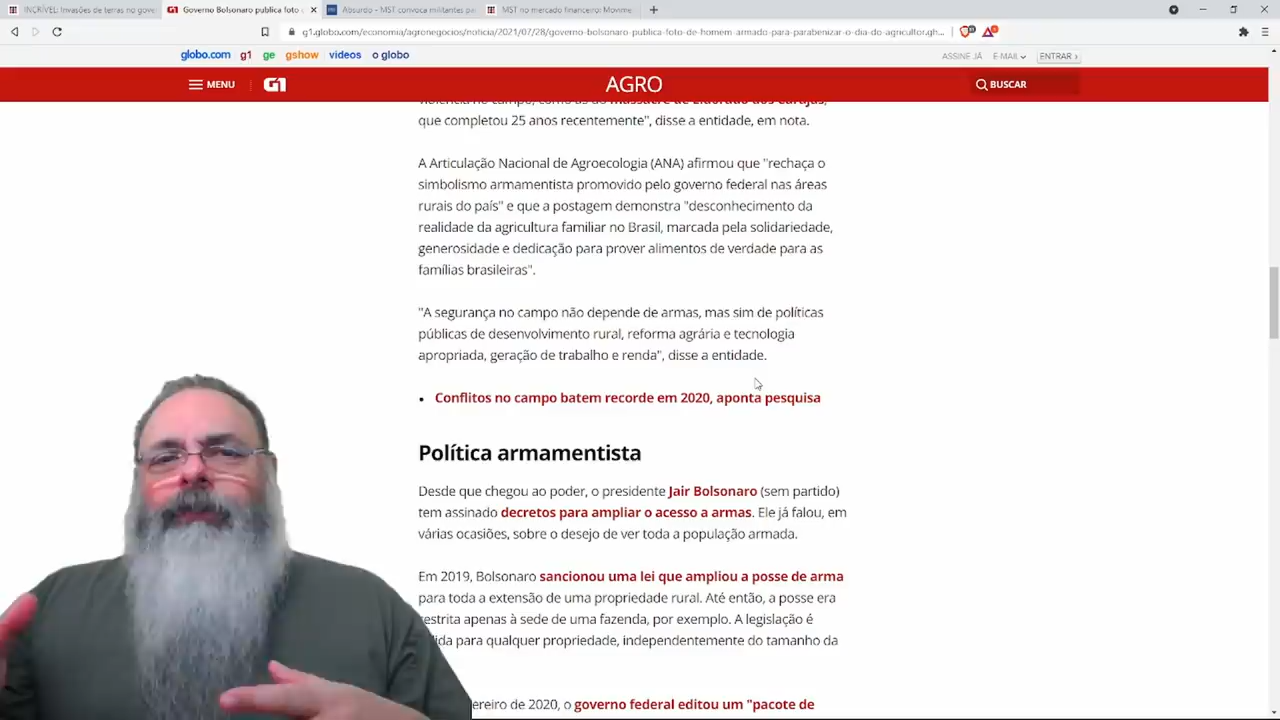 INCRÍVEL: Invasões de terras no gove
Governo Bolsonaro publica foto
Absurdo - MST convoca militantes pa
MST no mercado financeiro: Movime
g1.globo.com/economia/agronegocios/noticia/2021/07/28/governo-bolsonaro-publica-foto-de-homem-armado-para-parabenizar-o-dia-do-agricultor.gh...
globo.com g1 ge gshow videos o globo
ASSINE JÁ E-MAIL ENTRAR ›
MENU G1 AGRO BUSCAR
violência no campo, como as do massacre de Eldorado dos Carajás,
que completou 25 anos recentemente", disse a entidade, em nota.
A Articulação Nacional de Agroecologia (ANA) afirmou que "rechaça o
simbolismo armamentista promovido pelo governo federal nas áreas
rurais do país" e que a postagem demonstra "desconhecimento da
realidade da agricultura familiar no Brasil, marcada pela solidariedade,
generosidade e dedicação para prover alimentos de verdade para as
famílias brasileiras".
"A segurança no campo não depende de armas, mas sim de políticas
públicas de desenvolvimento rural, reforma agrária e tecnologia
apropriada, geração de trabalho e renda", disse a entidade.
• Conflitos no campo batem recorde em 2020, aponta pesquisa
Política armamentista
Desde que chegou ao poder, o presidente Jair Bolsonaro (sem partido)
tem assinado decretos para ampliar o acesso a armas. Ele já falou, em
várias ocasiões, sobre o desejo de ver toda a população armada.
Em 2019, Bolsonaro sancionou uma lei que ampliou a posse de arma
para toda a extensão de uma propriedade rural. Até então, a posse era
estrita apenas à sede de uma fazenda, por exemplo. A legislação é
ida para qualquer propriedade, independentemente do tamanho da
ereiro de 2020, o governo federal editou um "pacote de